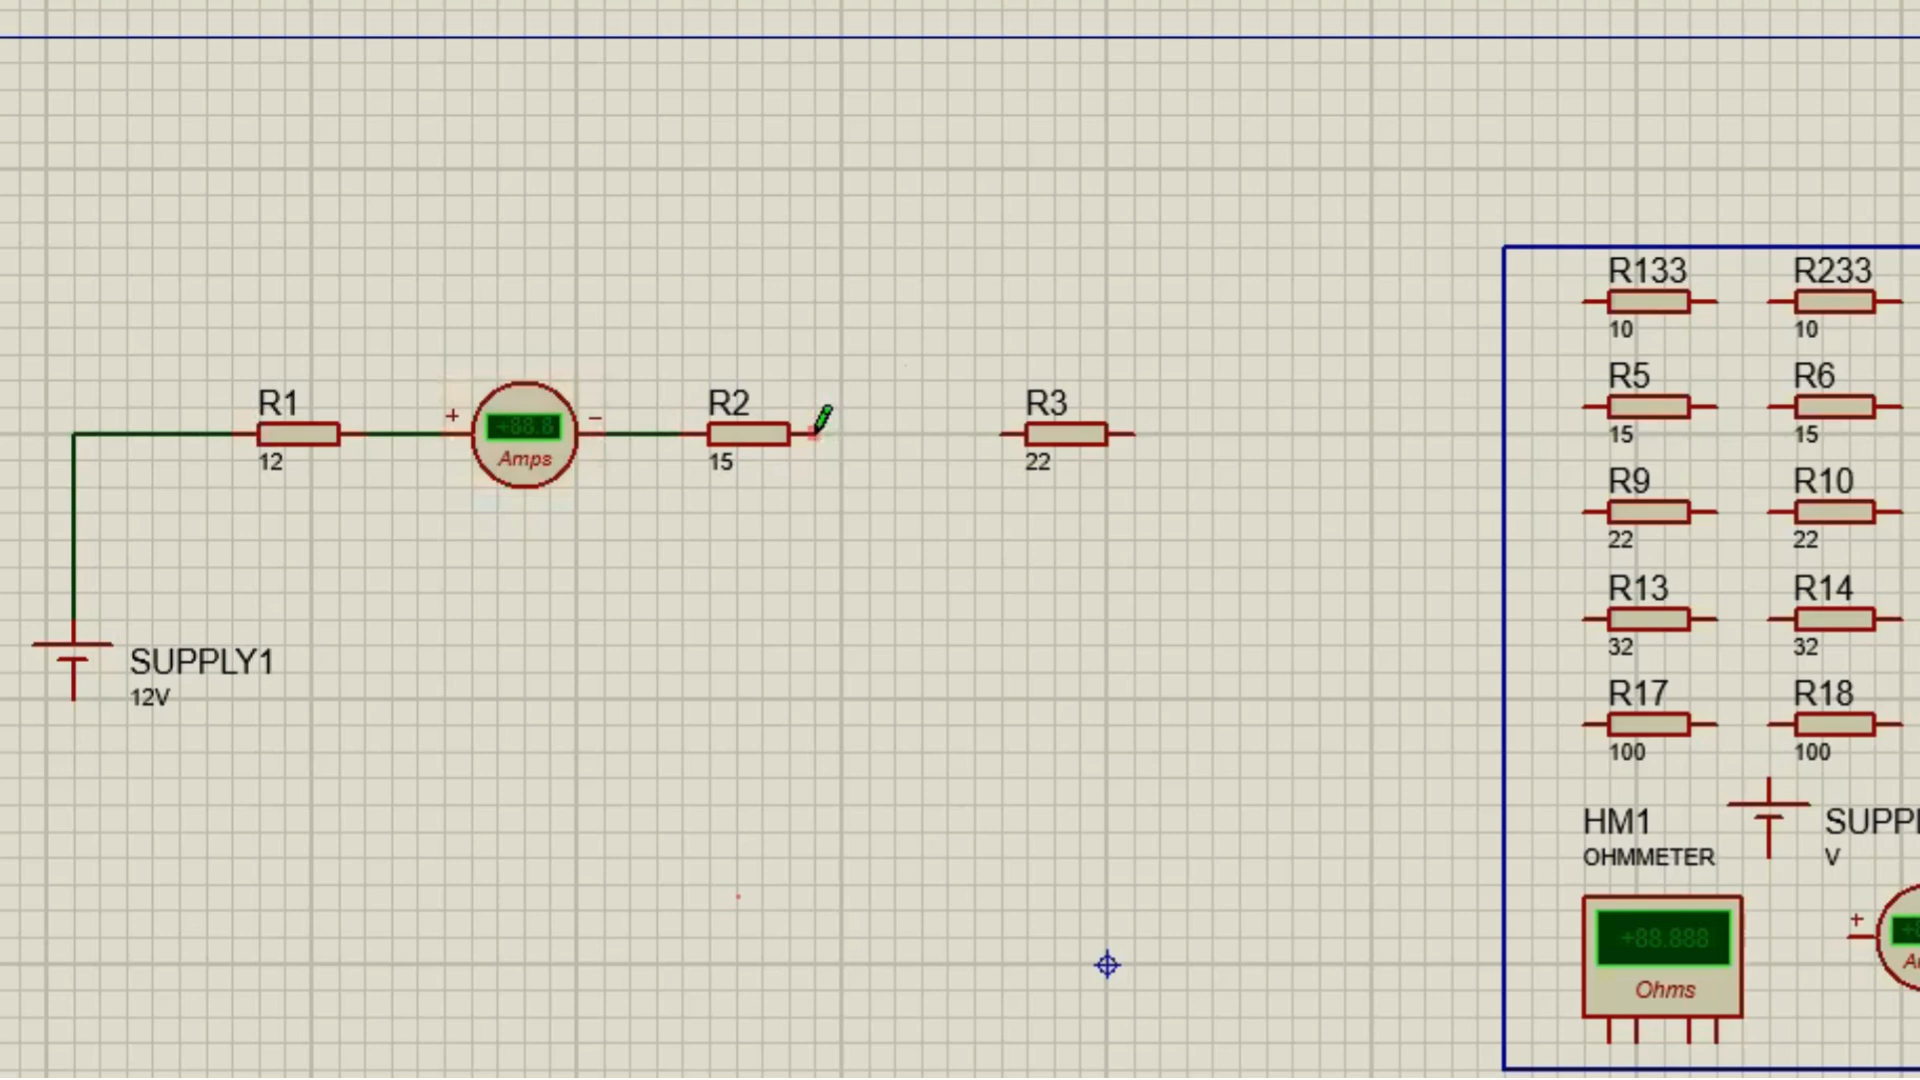 R133
R233
10
10
R5
R6
15
15
R1
R2
R3
+
+88.8
−
Amps
12
15
22
R9
R10
22
22
R13
R14
32
32
SUPPLY1
12V
R17
R18
100
100
HM1
OHMMETER
V
+
+88.888
Ohms